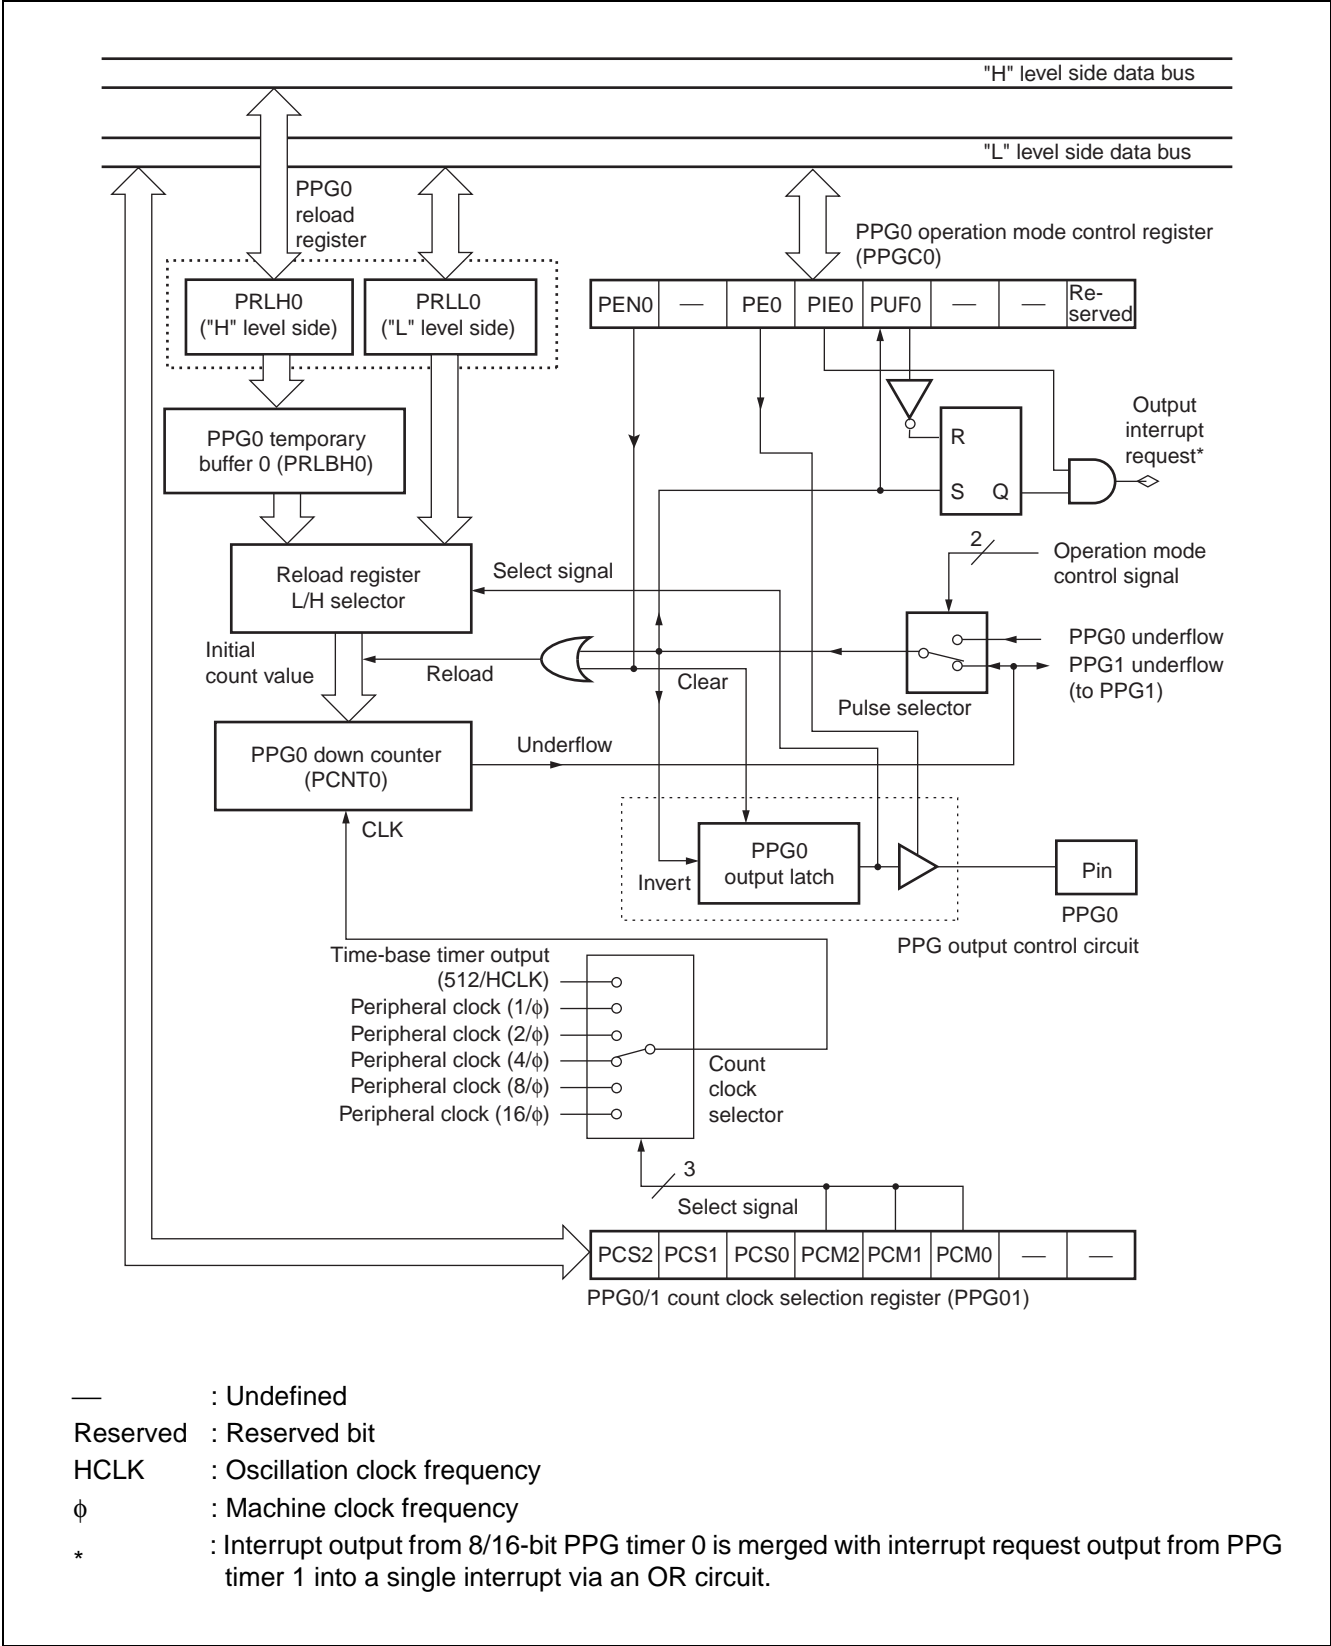 "H" level side data bus
"L" level side data bus
PPG0
reload
register
PPG0 operation mode control register
(PPGC0)
PRLH0
("H" level side)
PRLL0
("L" level side)
PEN0
—
PE0
PIE0
PUF0
—
—
Re-
served
PPG0 temporary
buffer 0 (PRLBH0)
R
S
Q
Output
interrupt
request*
Reload register
L/H selector
Select signal
2
Operation mode
control signal
Initial
count value
Reload
Clear
PPG0 underflow
PPG1 underflow
(to PPG1)
Pulse selector
PPG0 down counter
(PCNT0)
Underflow
CLK
PPG0
output latch
Invert
Pin
PPG0
PPG output control circuit
Time-base timer output
(512/HCLK)
Peripheral clock (1/ϕ)
Peripheral clock (2/ϕ)
Peripheral clock (4/ϕ)
Peripheral clock (8/ϕ)
Peripheral clock (16/ϕ)
Count
clock
selector
3
Select signal
PCS2
PCS1
PCS0
PCM2
PCM1
PCM0
—
—
PPG0/1 count clock selection register (PPG01)
— : Undefined
Reserved : Reserved bit
HCLK : Oscillation clock frequency
ϕ : Machine clock frequency
* : Interrupt output from 8/16-bit PPG timer 0 is merged with interrupt request output from PPG
timer 1 into a single interrupt via an OR circuit.